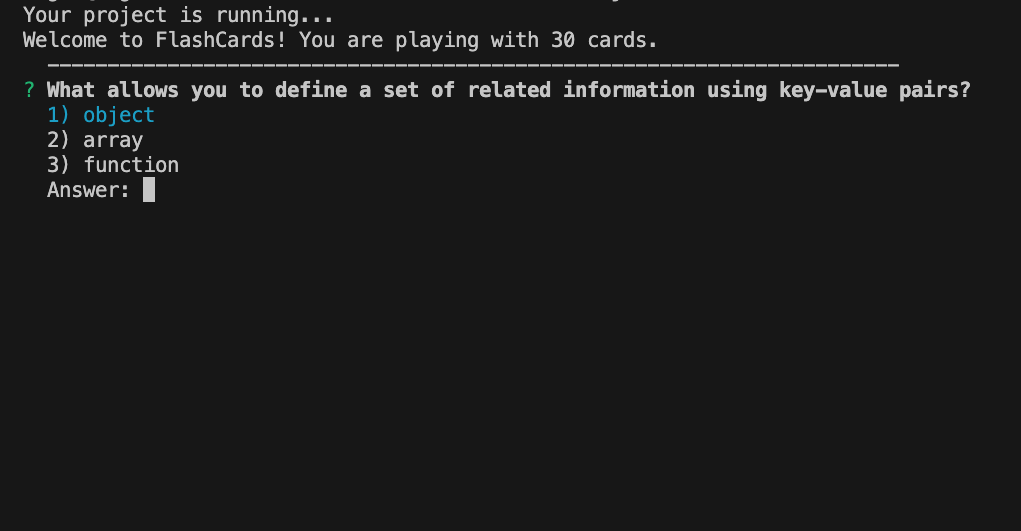 Your project is running...
Welcome to FlashCards! You are playing with 30 cards.
-----------------------------------------------------------------------
? What allows you to define a set of related information using key-value pairs?
1) object
2) array
3) function
Answer: